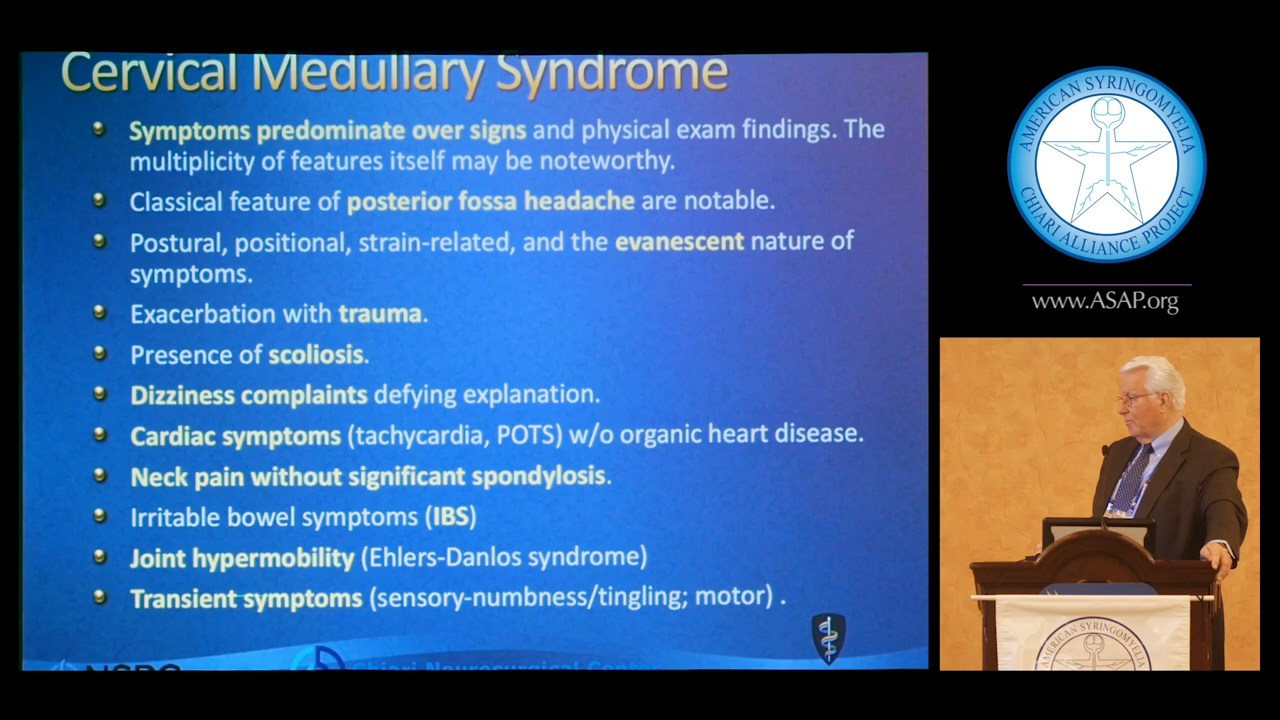 Cervical Medullary Syndrome
Symptoms predominate over signs and physical exam findings. The
multiplicity of features itself may be noteworthy.
Classical feature of posterior fossa headache are notable.
Postural, positional, strain-related, and the evanescent nature of
symptoms.
Exacerbation with trauma.
Presence of scoliosis.
Dizziness complaints defying explanation.
Cardiac symptoms (tachycardia, POTS) w/o organic heart disease.
Neck pain without significant spondylosis.
Irritable bowel symptoms (IBS)
Joint hypermobility (Ehlers-Danlos syndrome)
Transient symptoms (sensory-numbness/tingling; motor) .
Chiari Neurosurgical
AMERICAN SYRINGOMYELIA
CHIARI ALLIANCE PROJECT
www.ASAP.org
AMERICAN SYRINGOMYELIA